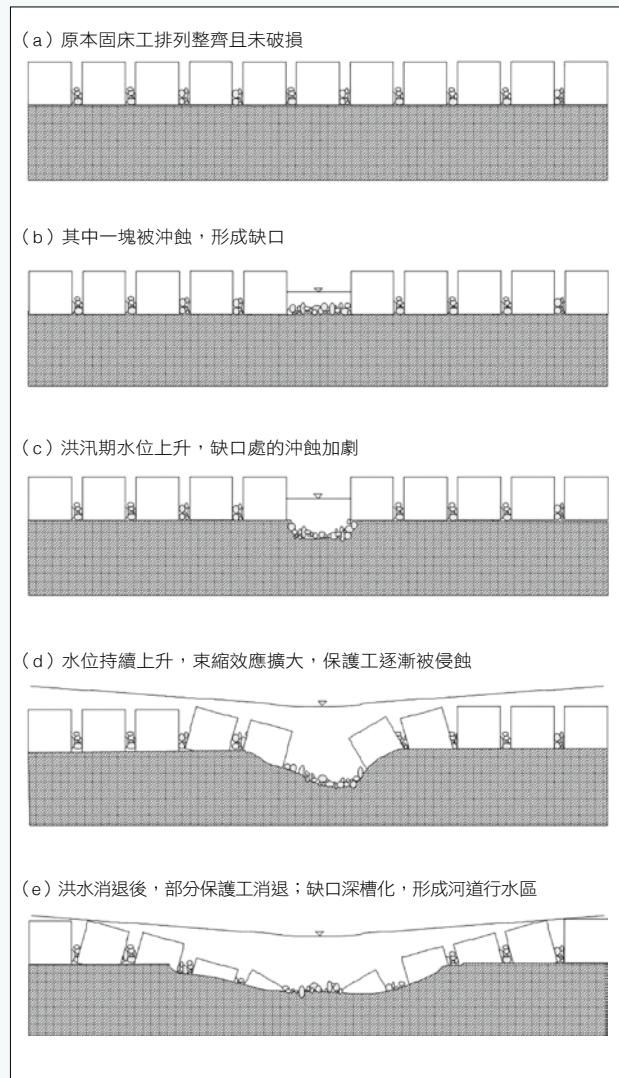 （a）原本固床工排列整齊且未破損
（b）其中一塊被沖蝕，形成缺口
（c）洪汛期水位上升，缺口處的沖蝕加劇
（d）水位持續上升，束縮效應擴大，保護工逐漸被侵蝕
（e）洪水消退後，部分保護工消退；缺口深槽化，形成河道行水區